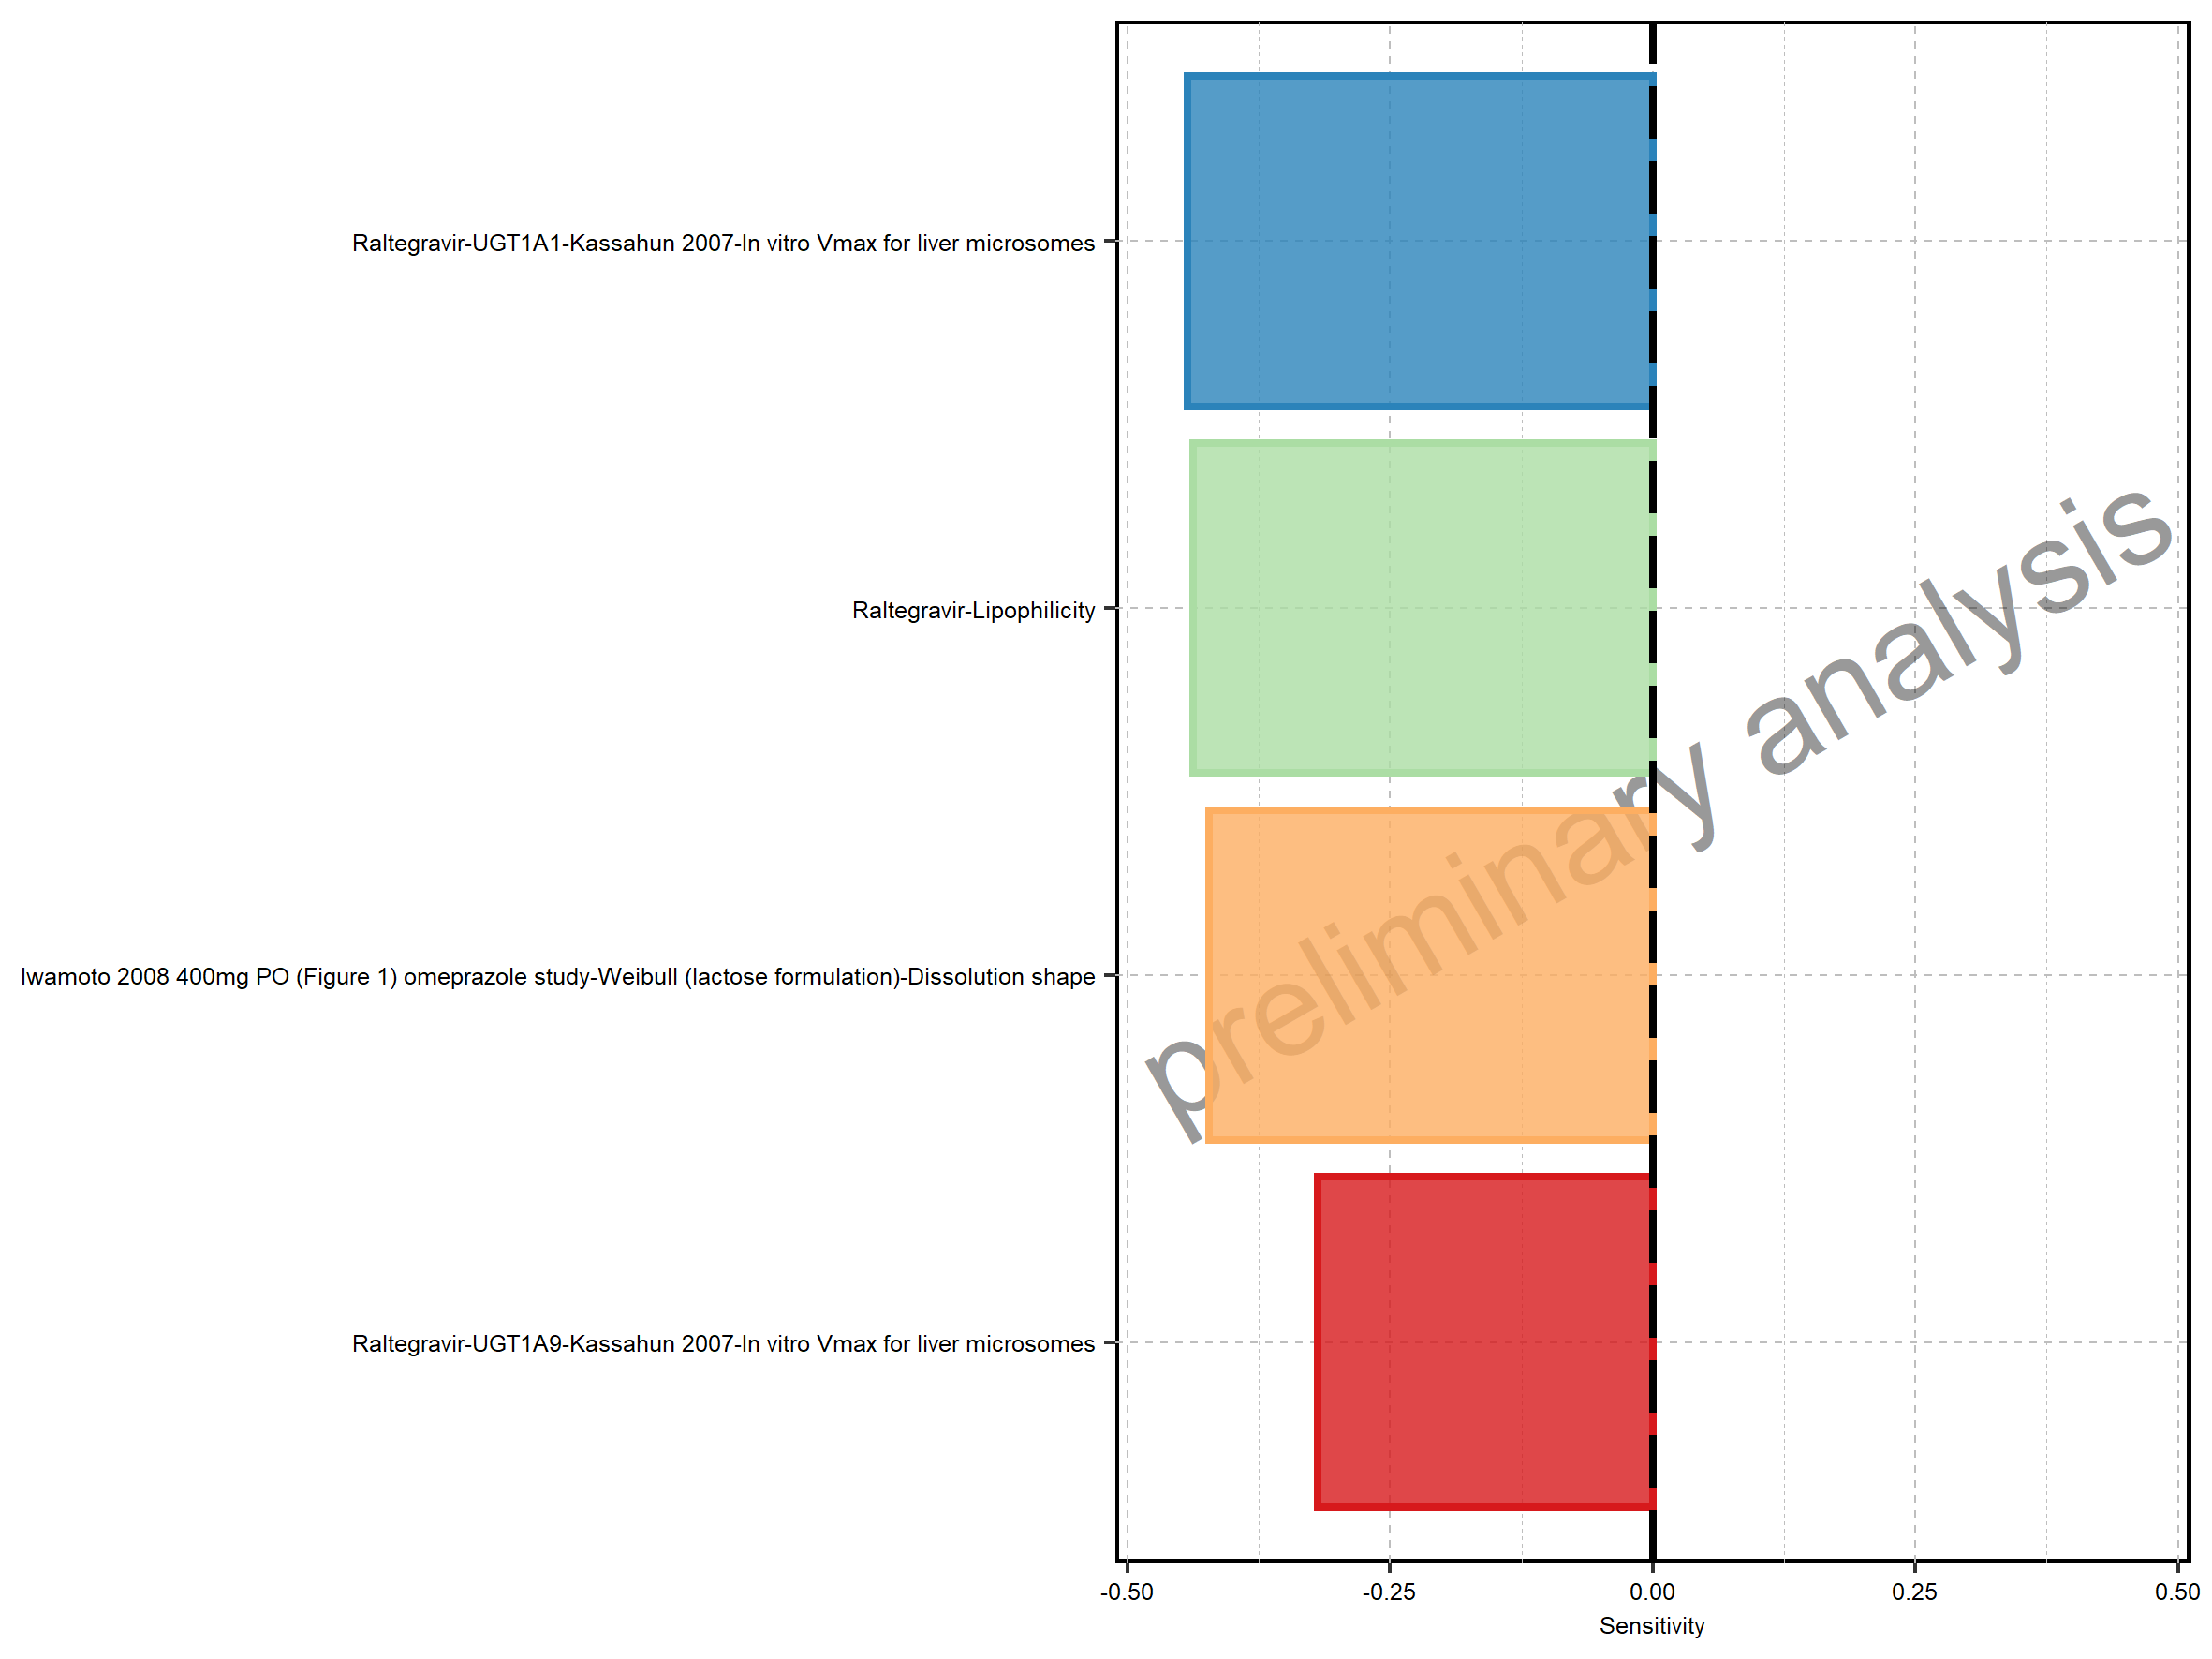 Raltegravir-UGT1A1-Kassahun 2007-In vitro Vmax for liver microsomes
Raltegravir-Lipophilicity
Iwamoto 2008 400mg PO (Figure 1) omeprazole study-Weibull (lactose formulation)-Dissolution shape
Raltegravir-UGT1A9-Kassahun 2007-In vitro Vmax for liver microsomes
preliminary analysis
-0.50 -0.25 0.00 0.25 0.50
Sensitivity